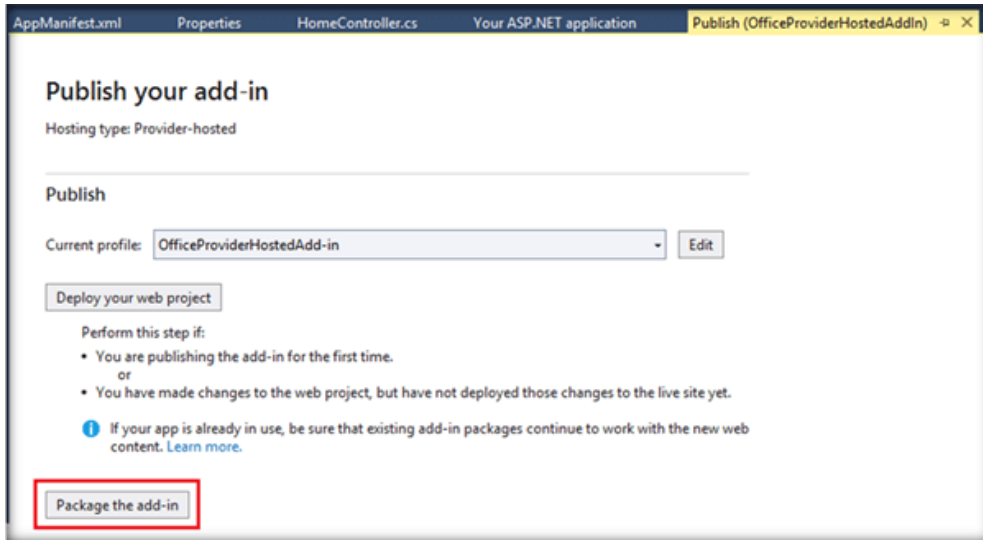 AppManifest.xml Properties HomeController.cs Your ASP.NET application Publish (OfficeProviderHostedAddIn)
Publish your add-in
Hosting type: Provider-hosted
Publish
Current profile: OfficeProviderHostedAdd-in Edit
Deploy your web project
Perform this step if:
• You are publishing the add-in for the first time.
or
• You have made changes to the web project, but have not deployed those changes to the live site yet.
If your app is already in use, be sure that existing add-in packages continue to work with the new web
content. Learn more.
Package the add-in